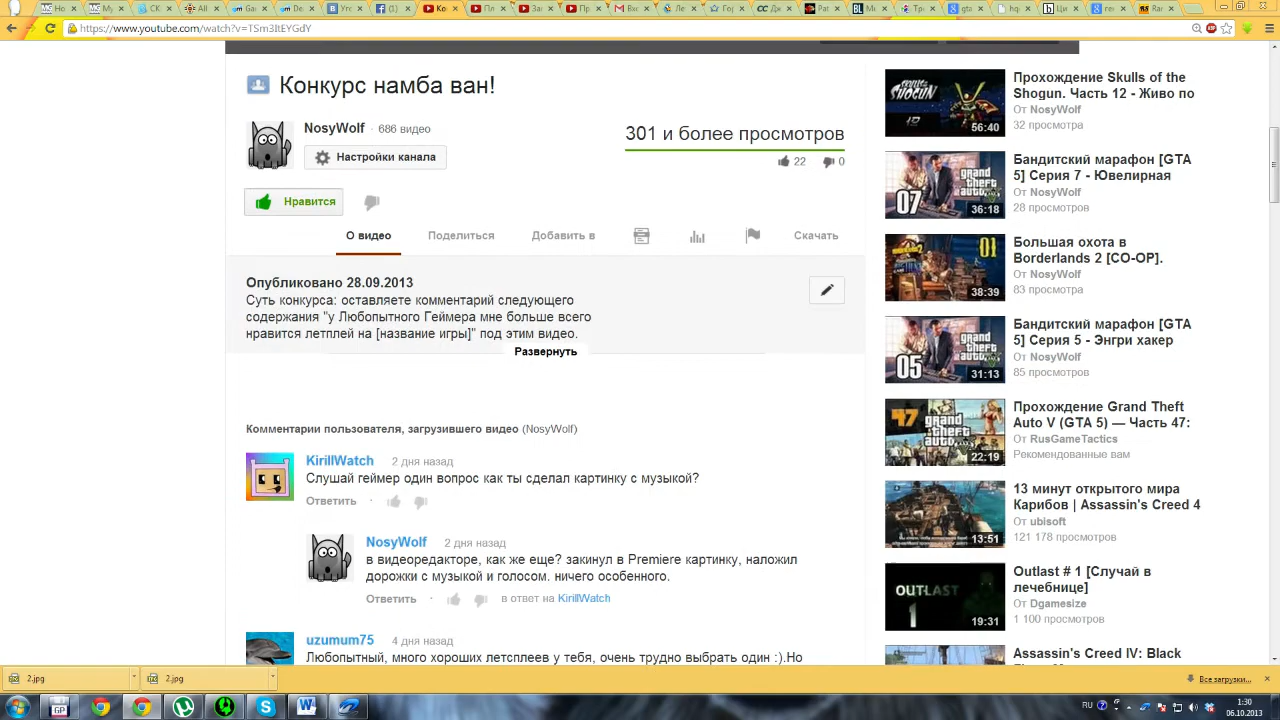 https://www.youtube.com/watch?v=TSm3ItEYGdY
Конкурс намба ван!
NosyWolf · 686 видео
Настройки канала
301 и более просмотров
22 0
Нравится
О видео Поделиться Добавить в Скачать
Опубликовано 28.09.2013
Суть конкурса: оставляете комментарий следующего
содержания "у Любопытного Геймера мне больше всего
нравится летплей на [название игры]" под этим видео.
Развернуть
Комментарии пользователя, загрузившего видео (NosyWolf)
KirillWatch 2 дня назад
Слушай геймер один вопрос как ты сделал картинку с музыкой?
Ответить ·
NosyWolf 2 дня назад
в видеоредакторе, как же еще? закинул в Premiere картинку, наложил
дорожки с музыкой и голосом. ничего особенного.
Ответить · в ответ на KirillWatch
uzumum75 4 дня назад
Любопытный, много хороших летсплеев у тебя, очень трудно выбрать один :).Но
56:40
Прохождение Skulls of the
Shogun. Часть 12 - Живо по
От NosyWolf
32 просмотра
07
36:18
Бандитский марафон [GTA
5] Серия 7 - Ювелирная
От NosyWolf
28 просмотров
01
38:39
Большая охота в
Borderlands 2 [CO-OP].
От NosyWolf
83 просмотра
05
31:13
Бандитский марафон [GTA
5] Серия 5 - Энгри хакер
От NosyWolf
85 просмотров
47
22:19
Прохождение Grand Theft
Auto V (GTA 5) — Часть 47:
От RusGameTactics
Рекомендованные вам
13:51
13 минут открытого мира
Карибов | Assassin's Creed 4
От ubisoft
121 178 просмотров
OUTLAST
1
19:31
Outlast # 1 [Случай в
лечебнице]
От Dgamesize
1 100 просмотров
Assassin's Creed IV: Black
2.jpg 2.jpg Все загрузки...
RU 1:30
06.10.2013